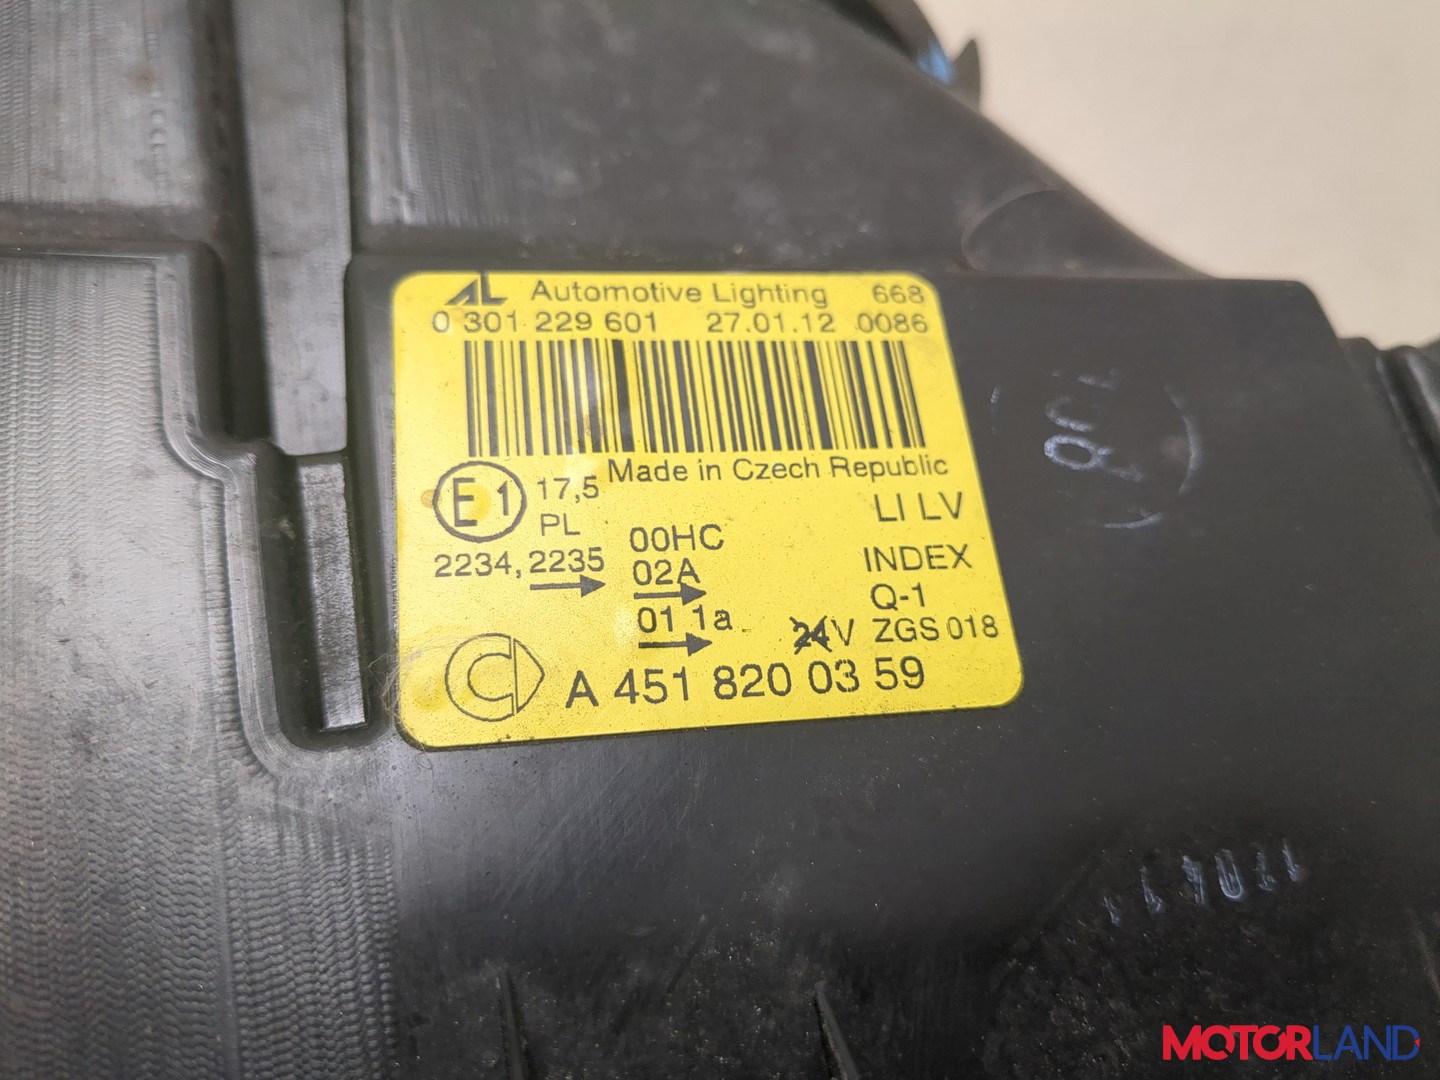 AL Automotive Lighting 668
0 301 229 601 27.01.12 0086
Made in Czech Republic
E1 17,5
PL
LI LV
2234, 2235
00HC
02A
01 1a
INDEX
Q-1
24V ZGS 018
A 451 820 03 59
MOTORLAND